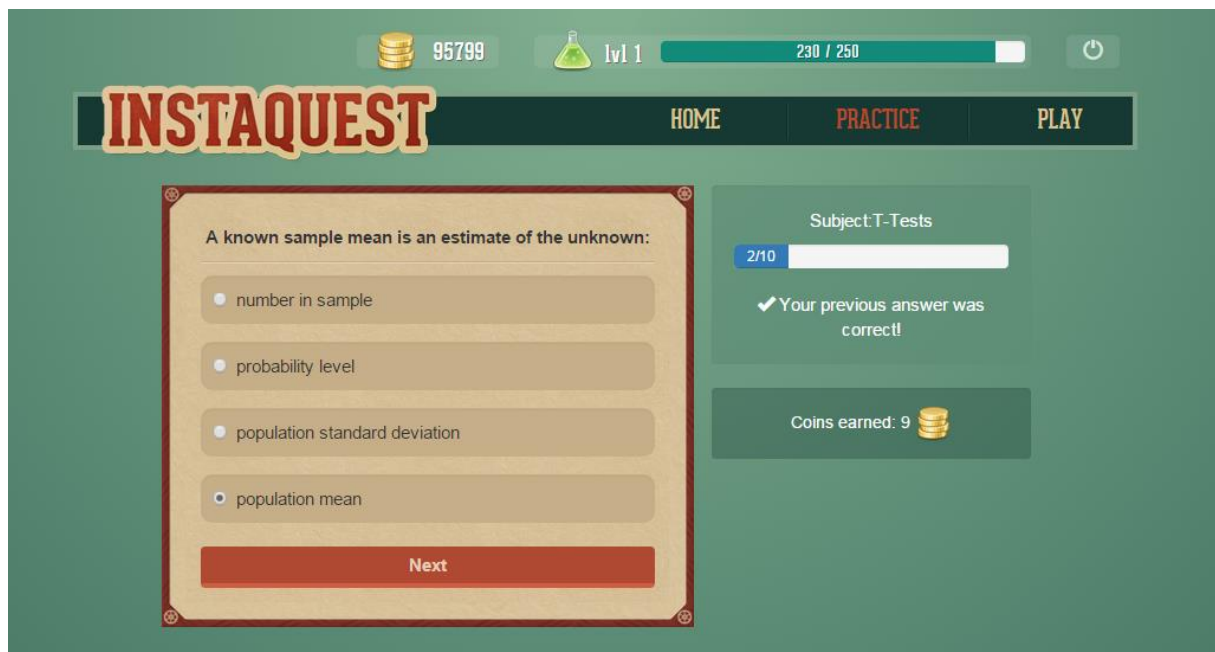 95799
lvl 1
230 / 250
INSTAQUEST
HOME
PRACTICE
PLAY
A known sample mean is an estimate of the unknown:
number in sample
probability level
population standard deviation
population mean
Next
Subject:T-Tests
2/10
Your previous answer was
correct!
Coins earned: 9